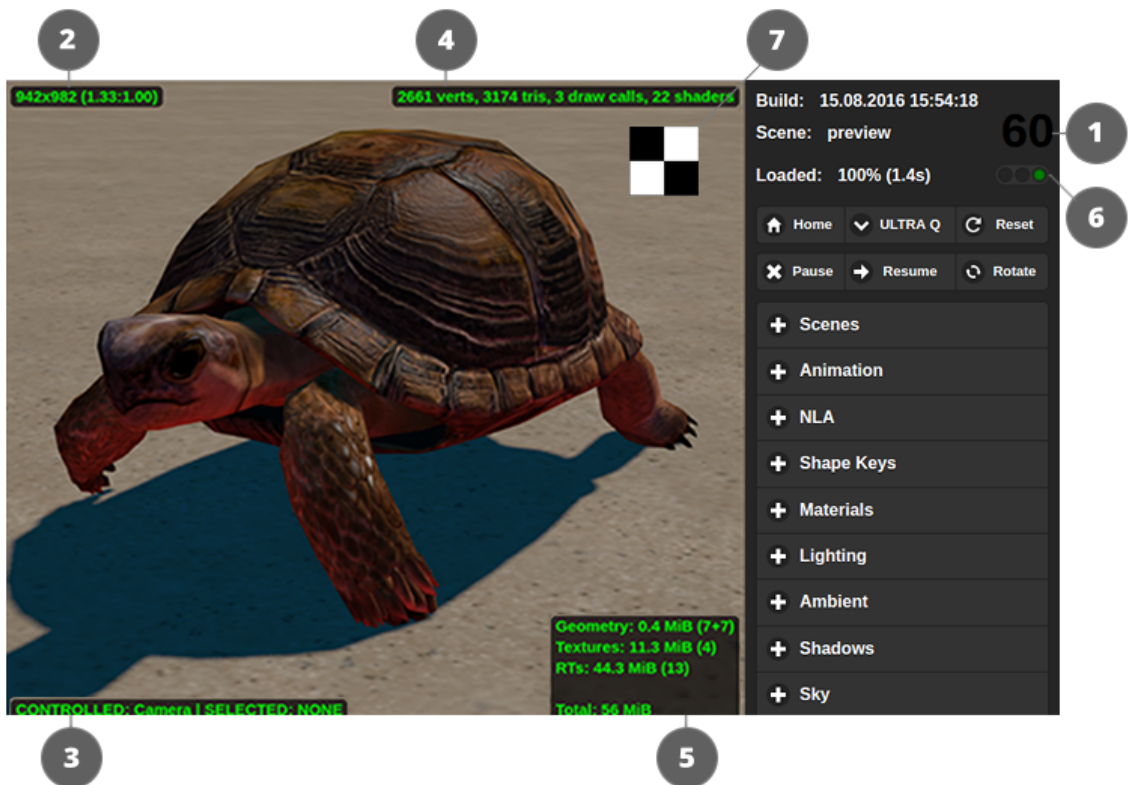 2
4
7
942x982 (1.33:1.00)
2661 verts, 3174 tris, 3 draw calls, 22 shaders
Build: 15.08.2016 15:54:18
Scene: preview
60
1
Loaded: 100% (1.4s)
6
Home
ULTRA Q
Reset
Pause
Resume
Rotate
Scenes
Animation
NLA
Shape Keys
Materials
Lighting
Ambient
Shadows
Sky
Geometry: 0.4 MiB (7+7)
Textures: 11.3 MiB (4)
RTs: 44.3 MiB (13)
Total: 56 MiB
CONTROLLED: Camera | SELECTED: NONE
3
5